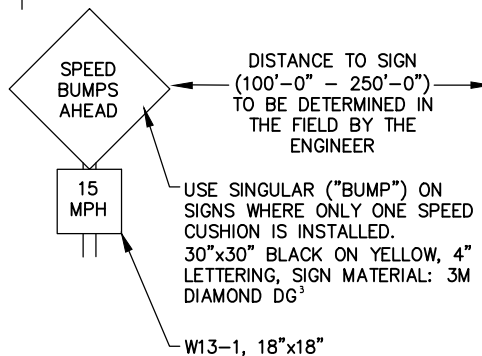 SPEED
BUMPS
AHEAD
15
MPH
DISTANCE TO SIGN
(100'-0" - 250'-0")
TO BE DETERMINED IN
THE FIELD BY THE
ENGINEER
USE SINGULAR ("BUMP") ON
SIGNS WHERE ONLY ONE SPEED
CUSHION IS INSTALLED.
30"x30" BLACK ON YELLOW, 4"
LETTERING, SIGN MATERIAL: 3M
DIAMOND DG³
W13-1, 18"x18"